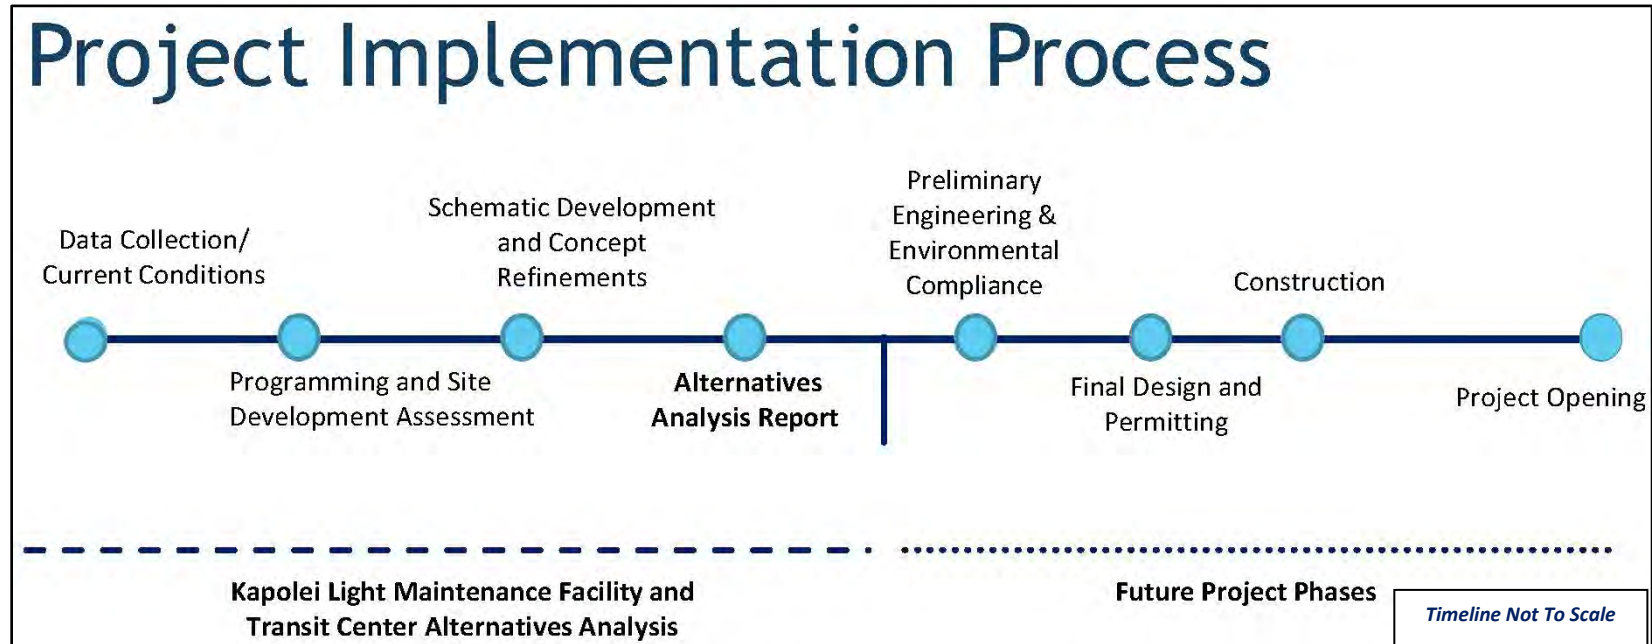 Project Implementation Process
Data Collection/
Current Conditions
Programming and Site
Development Assessment
Schematic Development
and Concept
Refinements
Alternatives
Analysis Report
Preliminary
Engineering &
Environmental
Compliance
Final Design and
Permitting
Construction
Project Opening
Kapolei Light Maintenance Facility and
Transit Center Alternatives Analysis
Future Project Phases
Timeline Not To Scale